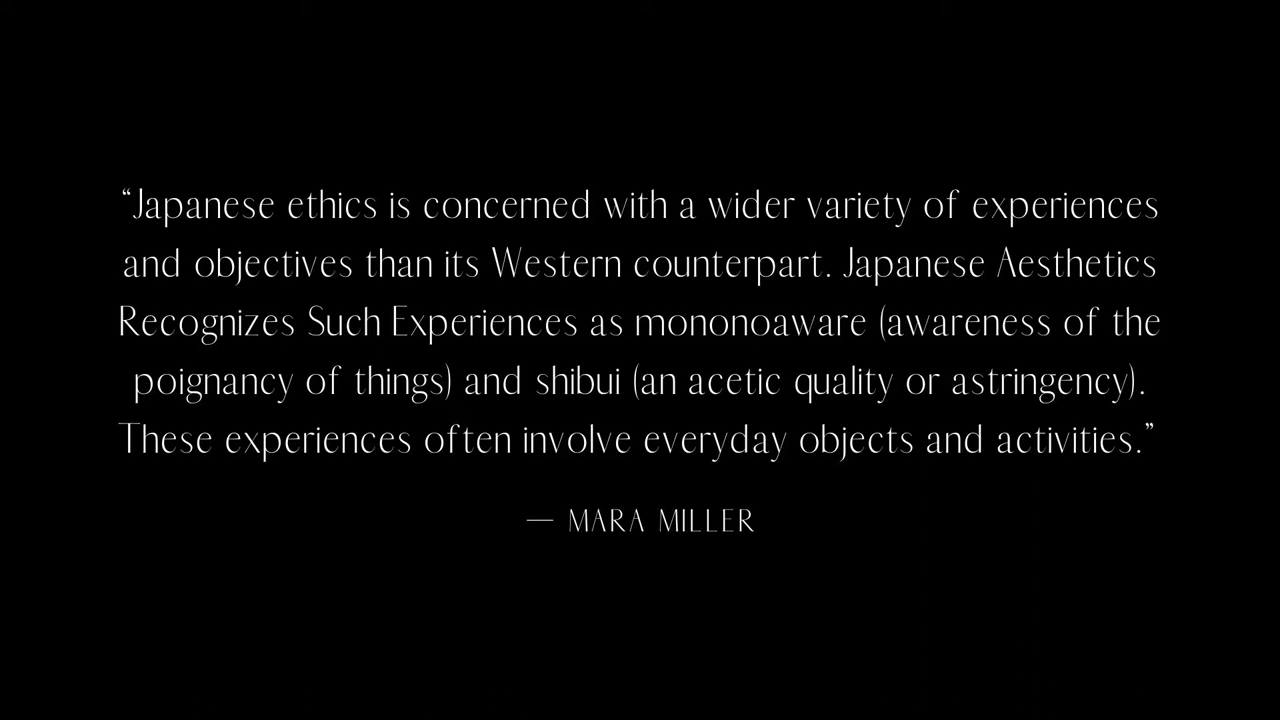 “Japanese ethics is concerned with a wider variety of experiences
and objectives than its Western counterpart. Japanese Aesthetics
Recognizes Such Experiences as mononoaware (awareness of the
poignancy of things) and shibui (an acetic quality or astringency).
These experiences often involve everyday objects and activities.”
— MARA MILLER